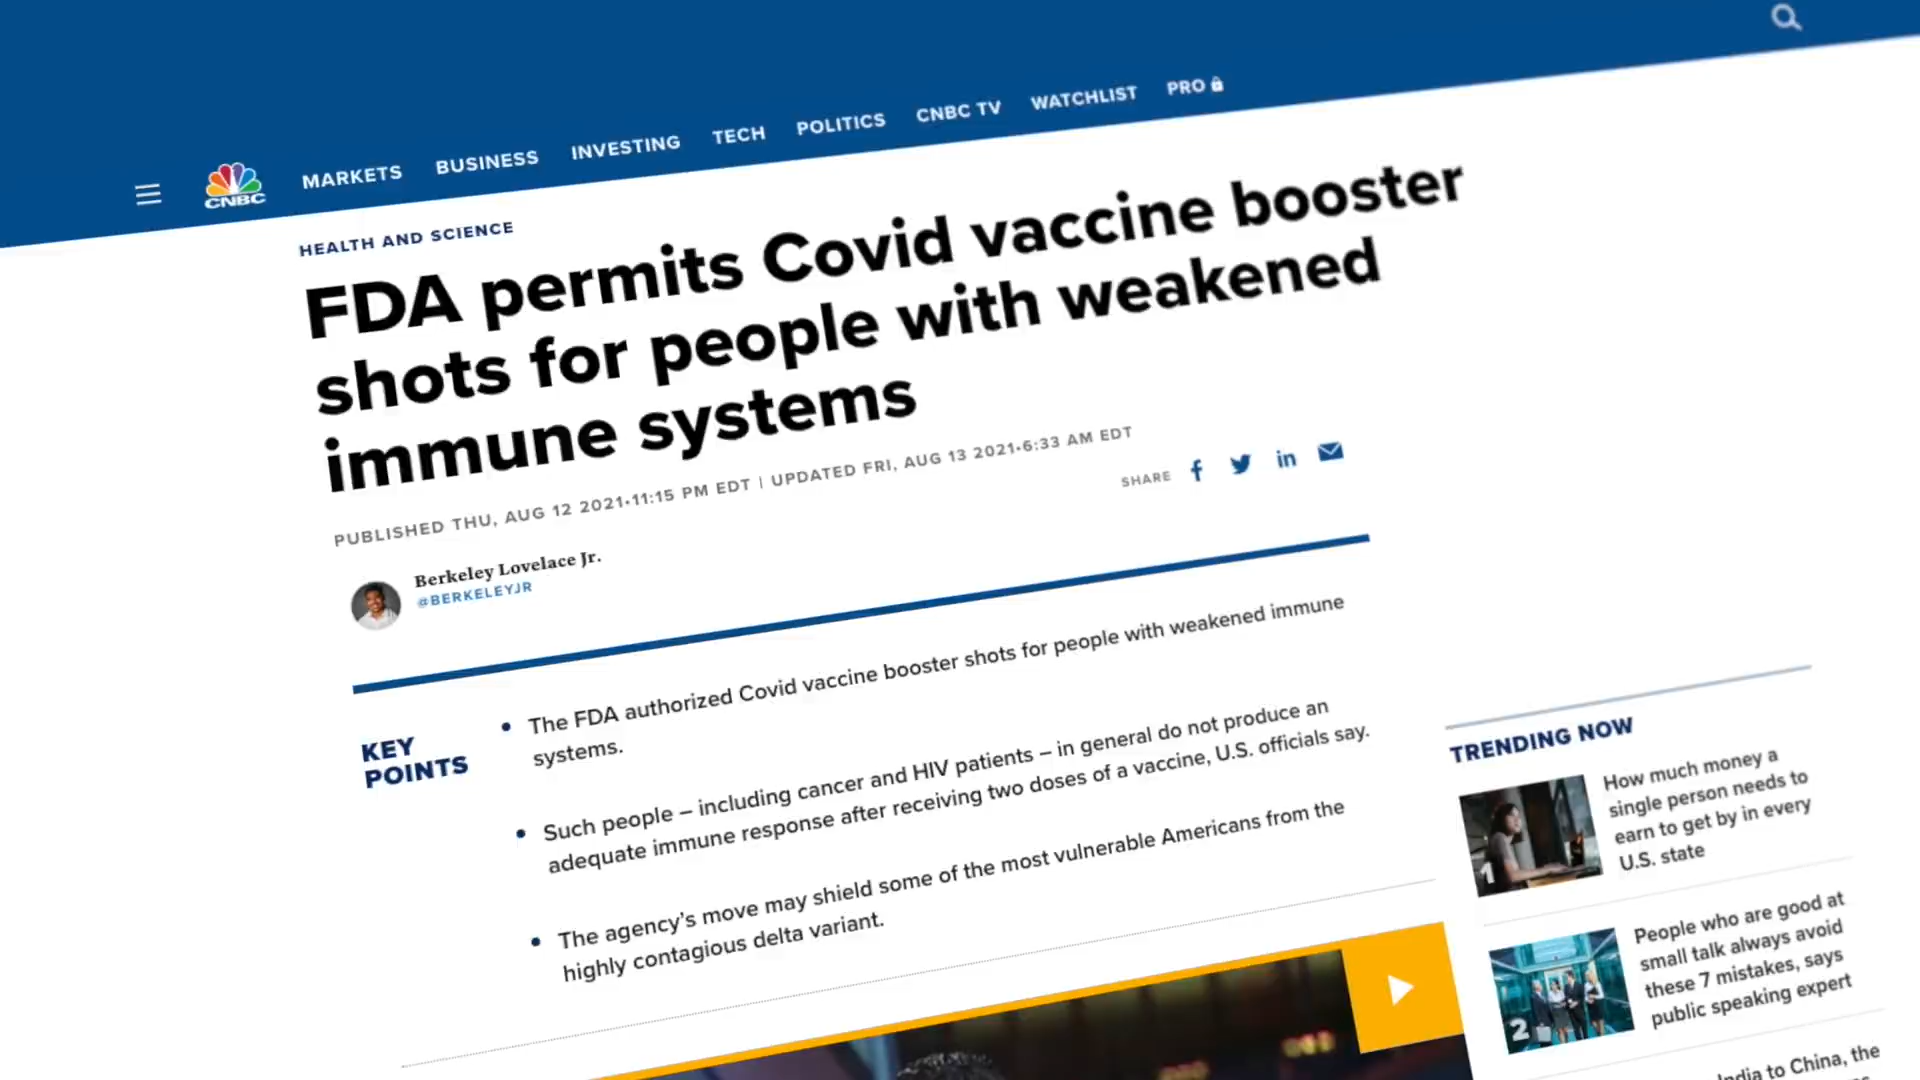 MARKETS BUSINESS INVESTING TECH POLITICS CNBC TV WATCHLIST PRO
CNBC
HEALTH AND SCIENCE
FDA permits Covid vaccine booster
shots for people with weakened
immune systems
PUBLISHED THU, AUG 12 2021•11:15 PM EDT | UPDATED FRI, AUG 13 2021•6:33 AM EDT
SHARE
Berkeley Lovelace Jr.
@BERKELEYJR
KEY
POINTS
• The FDA authorized Covid vaccine booster shots for people with weakened immune
systems.
• Such people – including cancer and HIV patients – in general do not produce an
adequate immune response after receiving two doses of a vaccine, U.S. officials say.
• The agency’s move may shield some of the most vulnerable Americans from the
highly contagious delta variant.
TRENDING NOW
1
How much money a
single person needs to
earn to get by in every
U.S. state
2
People who are good at
small talk always avoid
these 7 mistakes, says
public speaking expert
India to China, the